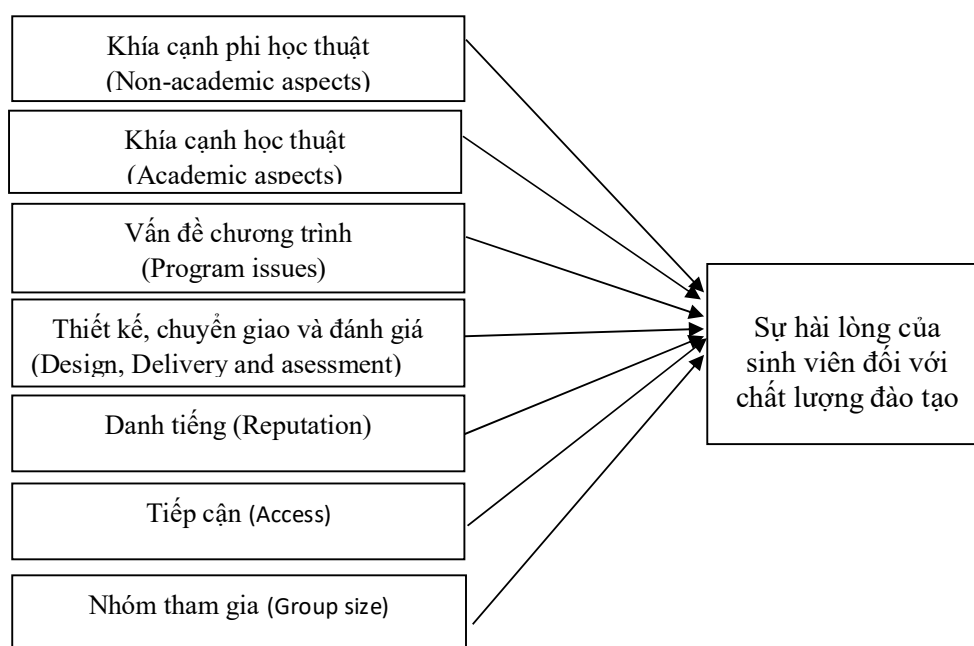 Khía cạnh phi học thuật
(Non-academic aspects)
Khía cạnh học thuật
(Academic aspects)
Vấn đề chương trình
(Program issues)
Thiết kế, chuyển giao và đánh giá
(Design, Delivery and asessment)
Danh tiếng (Reputation)
Tiếp cận (Access)
Nhóm tham gia (Group size)
Sự hài lòng của
sinh viên đối với
chất lượng đào tạo